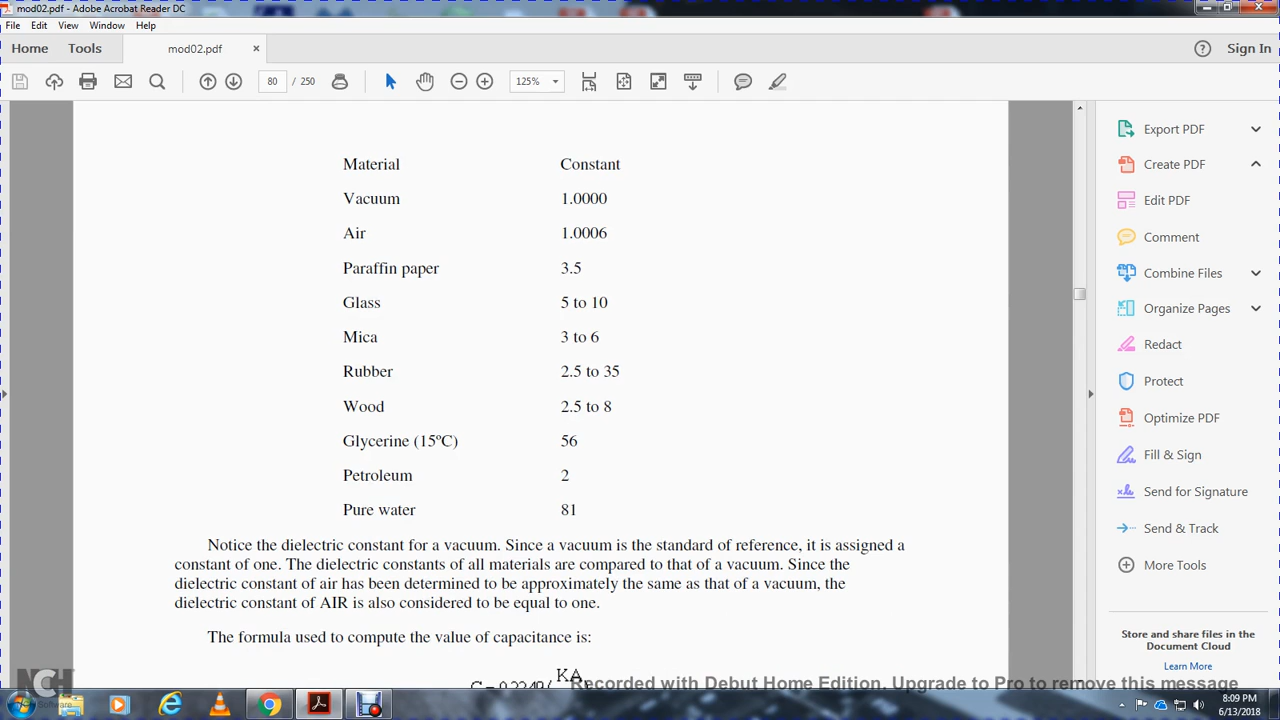 mod02.pdf - Adobe Acrobat Reader DC
File Edit View Window Help
Home Tools mod02.pdf × Sign In
80 / 250 125%
Material Constant
Vacuum 1.0000
Air 1.0006
Paraffin paper 3.5
Glass 5 to 10
Mica 3 to 6
Rubber 2.5 to 35
Wood 2.5 to 8
Glycerine (15ºC) 56
Petroleum 2
Pure water 81
Notice the dielectric constant for a vacuum. Since a vacuum is the standard of reference, it is assigned a
constant of one. The dielectric constants of all materials are compared to that of a vacuum. Since the
dielectric constant of air has been determined to be approximately the same as that of a vacuum, the
dielectric constant of AIR is also considered to be equal to one.
The formula used to compute the value of capacitance is:
KA
Export PDF
Create PDF
Edit PDF
Comment
Combine Files
Organize Pages
Redact
Protect
Optimize PDF
Fill & Sign
Send for Signature
Send & Track
More Tools
Store and share files in the
Document Cloud
Learn More
NCH
Software
Recorded with Debut Home Edition. Upgrade to Pro to remove this message
8:09 PM
6/13/2018